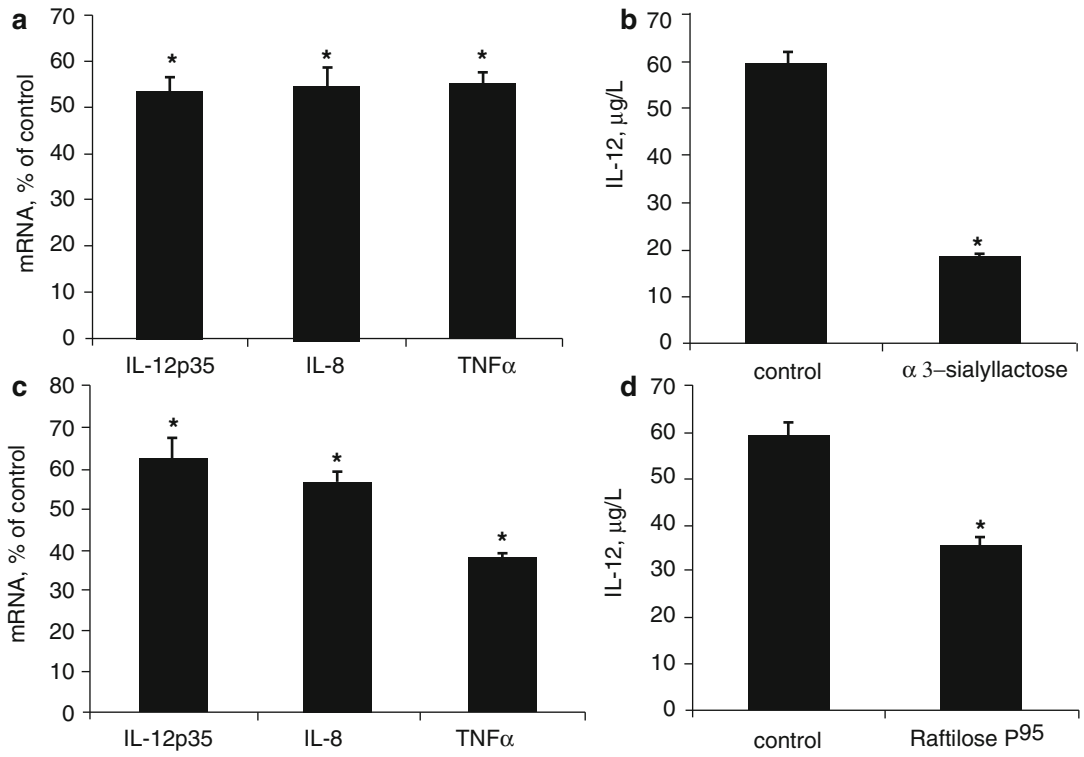 a
mRNA, % of control
70
60
50
40
30
20
10
0
* * *
IL-12p35 IL-8 TNFα
b
IL-12, μg/L
70
60
50
40
30
20
10
0
*
control α 3–sialyllactose
c
mRNA, % of control
80
70
60
50
40
30
20
10
0
* * *
IL-12p35 IL-8 TNFα
d
IL-12, μg/L
70
60
50
40
30
20
10
0
*
control Raftilose P95